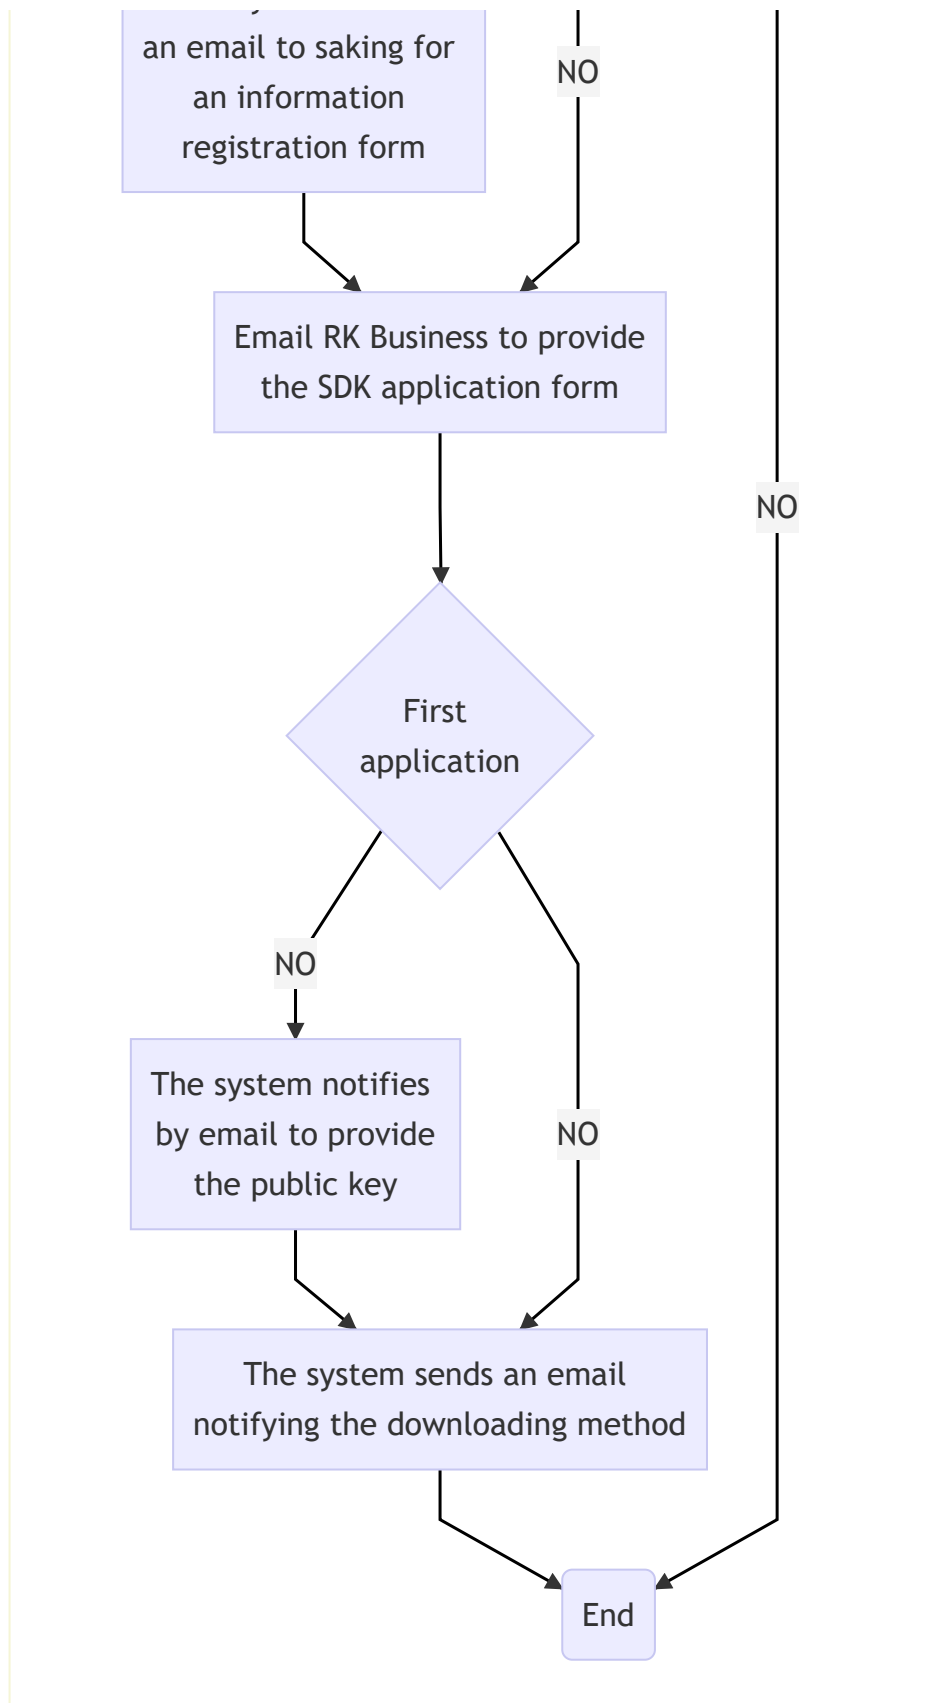 an email to saking for
an information
registration form
NO
Email RK Business to provide
the SDK application form
NO
First
application
NO
The system notifies
by email to provide
the public key
NO
The system sends an email
notifying the downloading method
End